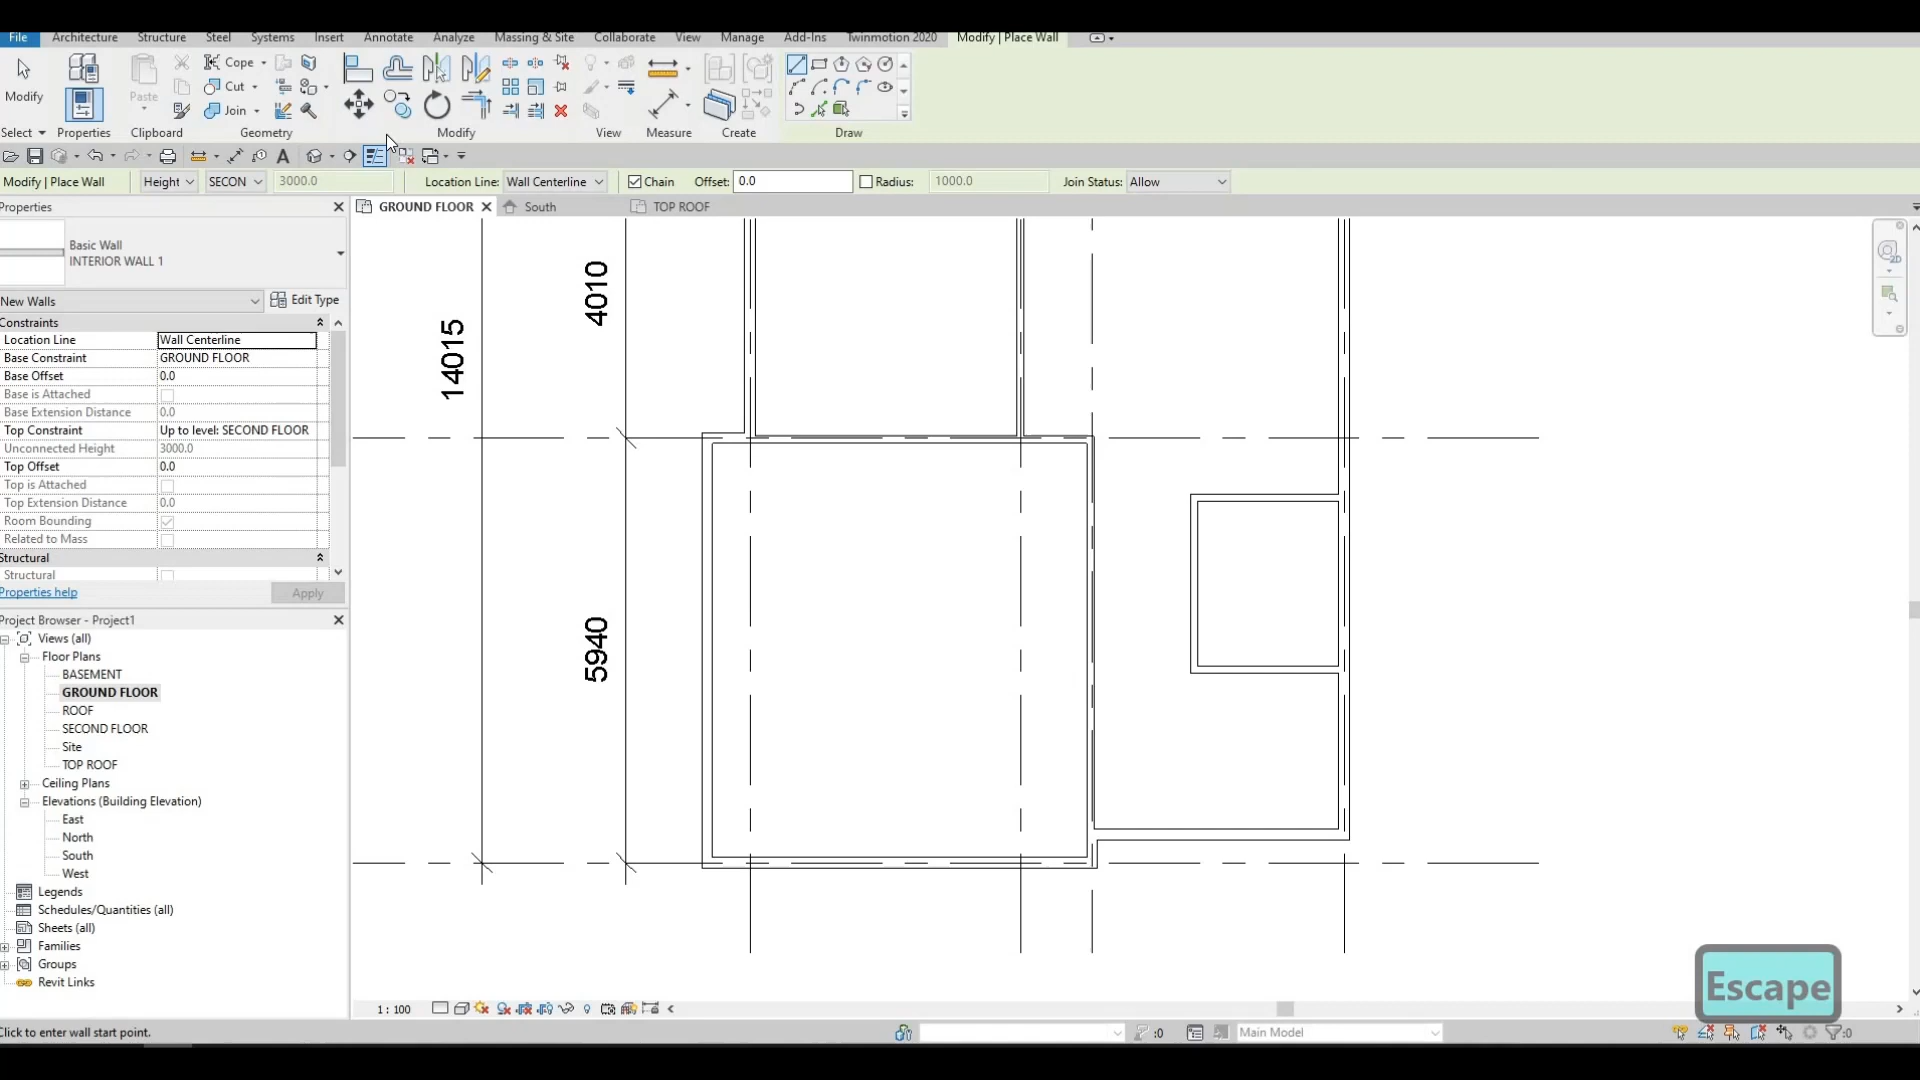 File Architecture Structure Steel Systems Insert Annotate Analyze Massing & Site Collaborate View Manage Add-Ins Twinmotion 2020 Modify | Place Wall
Modify Paste Cope Cut Join
Select Properties Clipboard Geometry Modify View Measure Create Draw
Modify | Place Wall Height SECON 3000.0 Location Line: Wall Centerline Chain Offset: 0.0 Radius: 1000.0 Join Status: Allow
Properties
GROUND FLOOR South TOP ROOF
Basic Wall
INTERIOR WALL 1
New Walls Edit Type
Constraints
Location Line Wall Centerline
Base Constraint GROUND FLOOR
Base Offset 0.0
Base is Attached
Base Extension Distance 0.0
Top Constraint Up to level: SECOND FLOOR
Unconnected Height 3000.0
Top Offset 0.0
Top is Attached
Top Extension Distance 0.0
Room Bounding
Related to Mass
Structural
Structural
Properties help Apply
Project Browser - Project1
Views (all)
Floor Plans
BASEMENT
GROUND FLOOR
ROOF
SECOND FLOOR
Site
TOP ROOF
Ceiling Plans
Elevations (Building Elevation)
East
North
South
West
Legends
Schedules/Quantities (all)
Sheets (all)
Families
Groups
Revit Links
14015
4010
5940
2D
Escape
1 : 100
Click to enter wall start point. :0 Main Model :0